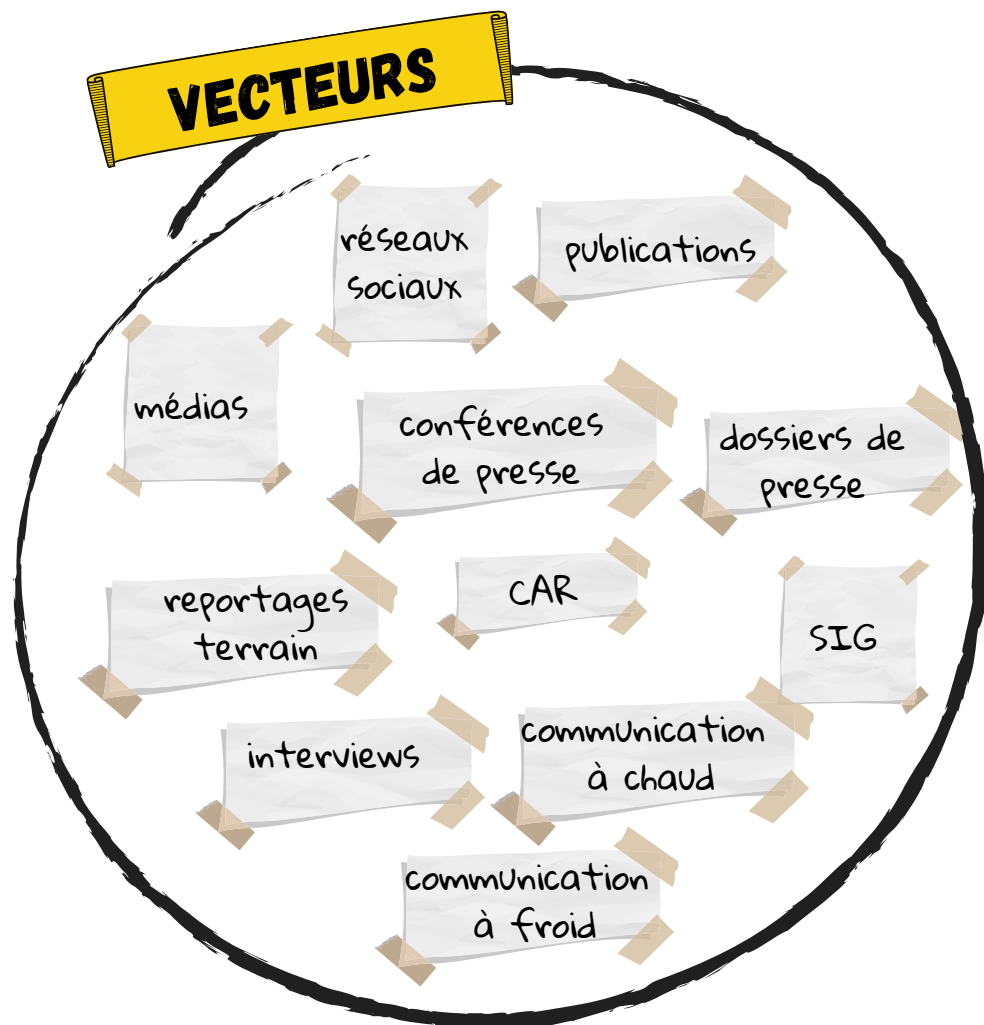 VECTEURS
réseaux
sociaux
publications
médias
conférences
de presse
dossiers de
presse
reportages
terrain
CAR
SIG
interviews
communication
à chaud
communication
à froid